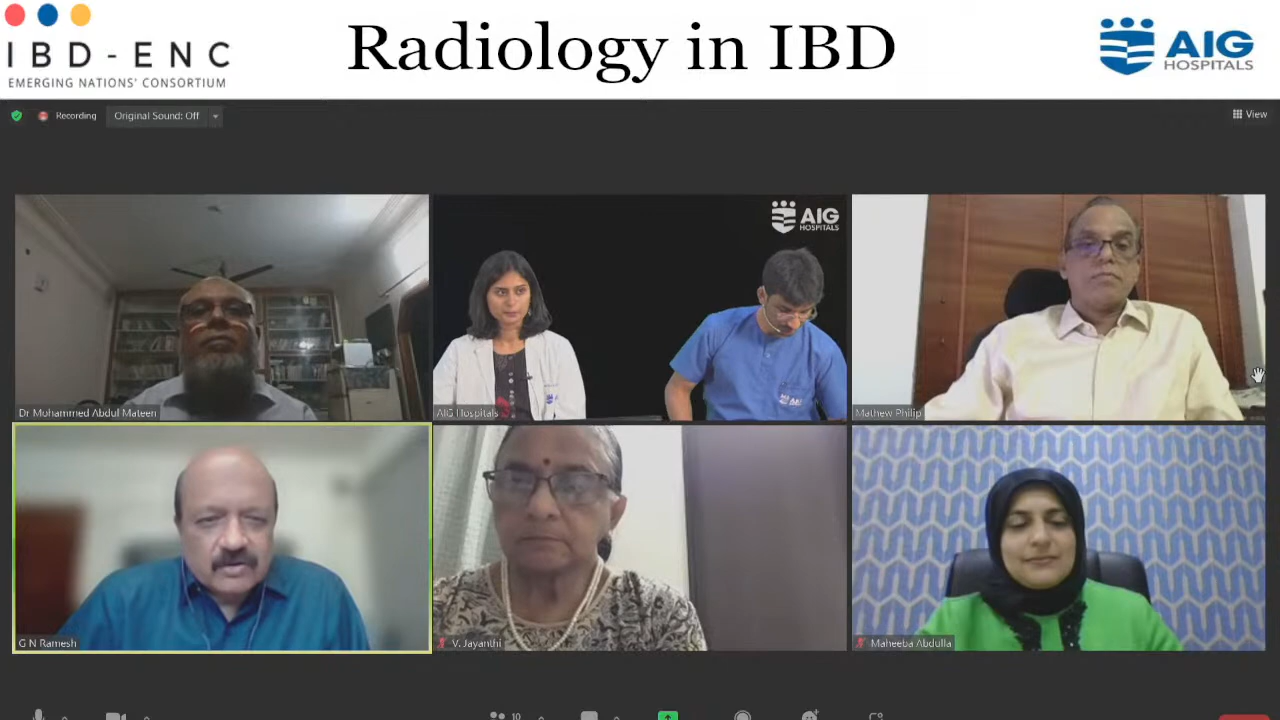 IBD-ENC
EMERGING NATIONS' CONSORTIUM
Radiology in IBD
AIG
HOSPITALS
Recording
Original Sound: Off
View
AIG
HOSPITALS
Dr Mohammed Abdul Mateen
AIG Hospitals
Mathew Philip
G N Ramesh
V. Jayanthi
Maheeba Abdulla
10